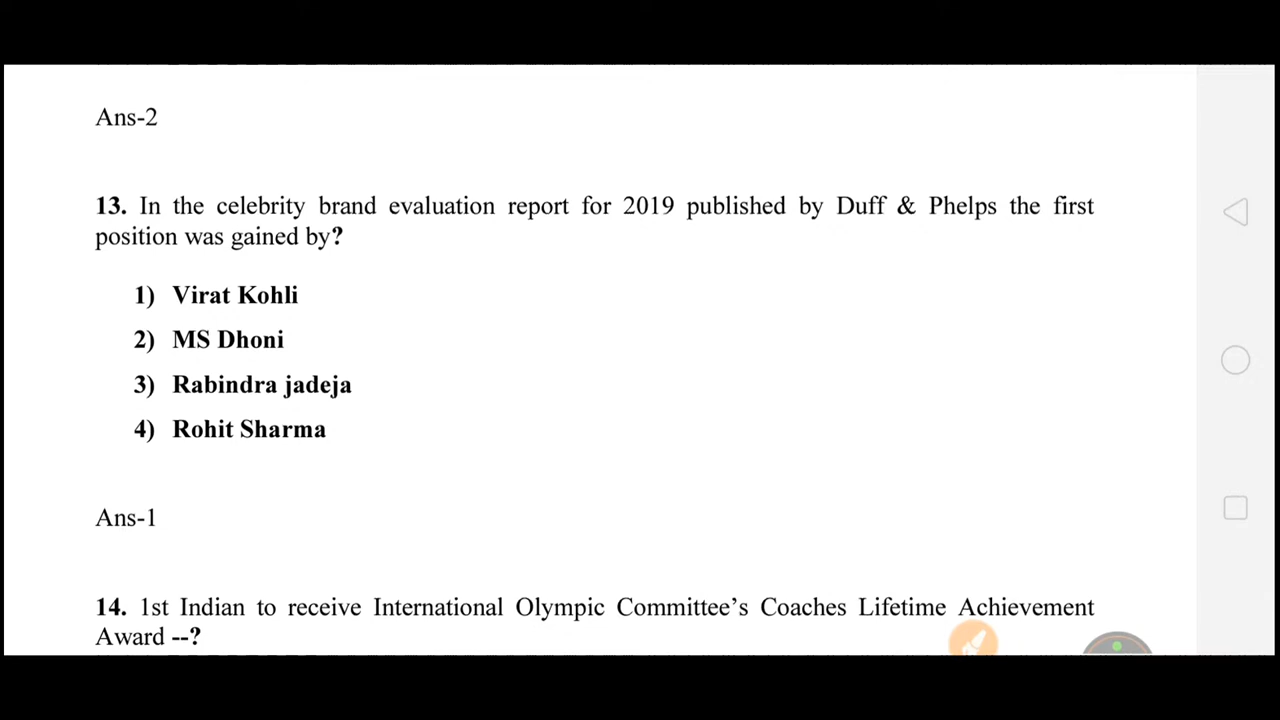 Ans-2
13. In the celebrity brand evaluation report for 2019 published by Duff & Phelps the first
position was gained by?
1) Virat Kohli
2) MS Dhoni
3) Rabindra jadeja
4) Rohit Sharma
Ans-1
14. 1st Indian to receive International Olympic Committee’s Coaches Lifetime Achievement
Award --?